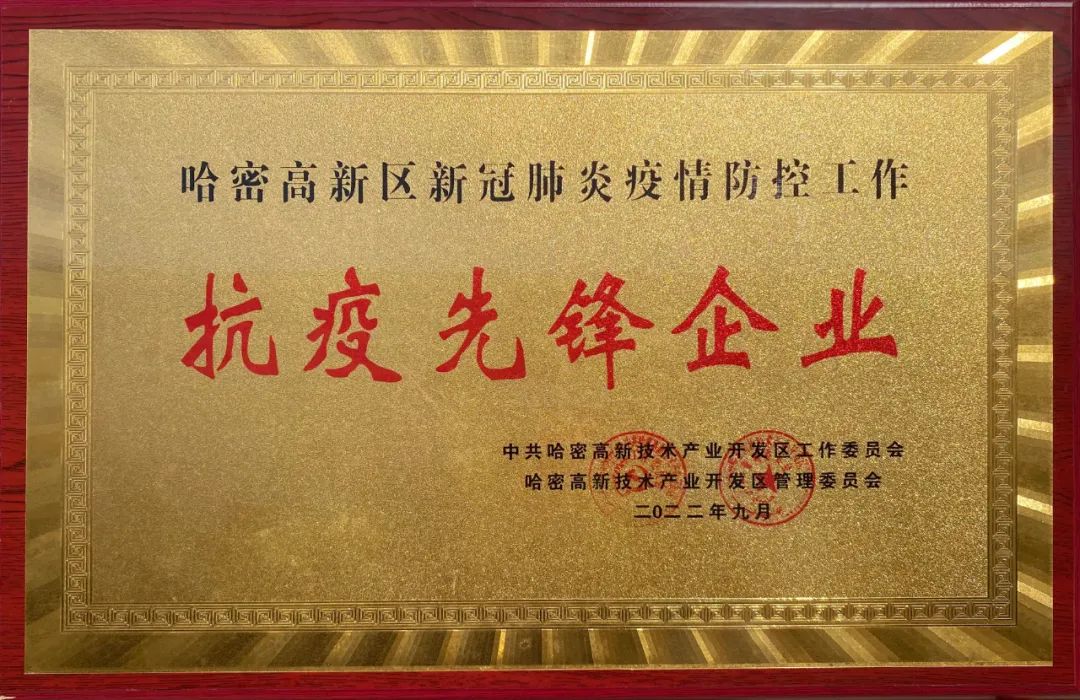 哈密高新区新冠肺炎疫情防控工作
抗疫先锋企业
中共哈密高新技术产业开发区工作委员会
哈密高新技术产业开发区管理委员会
二0二二年九月